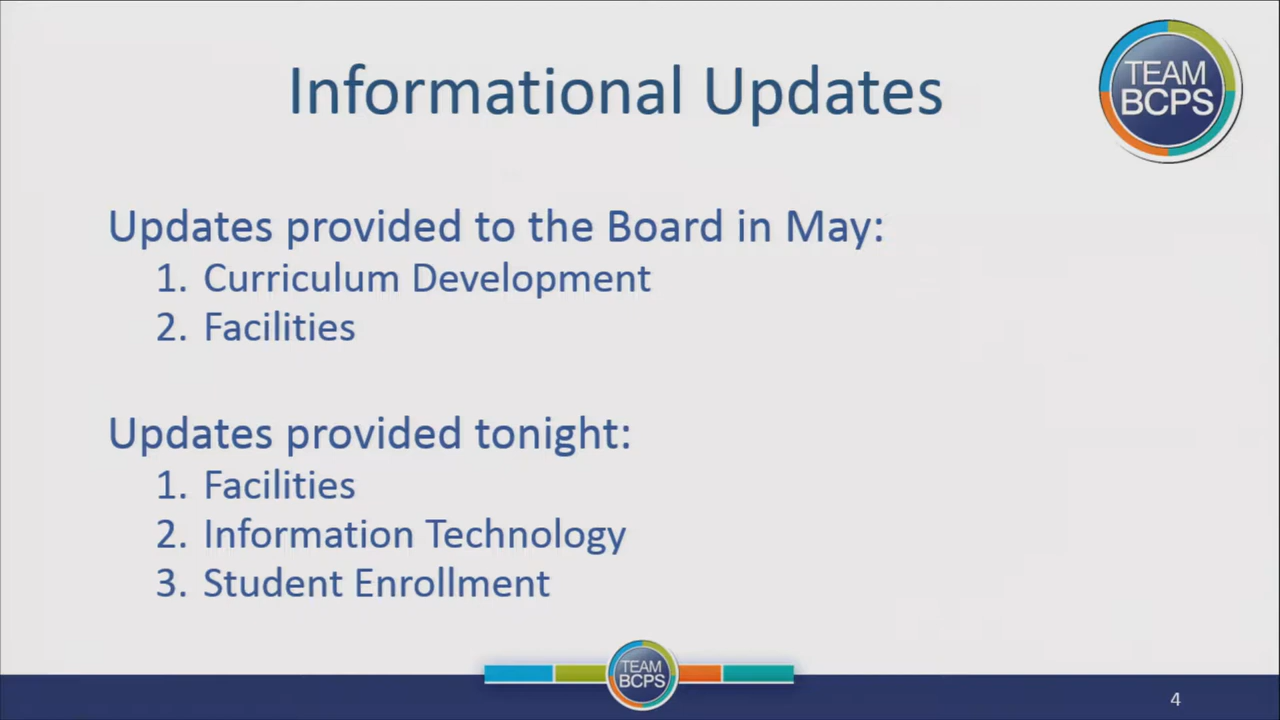 Informational Updates
TEAM
BCPS
Updates provided to the Board in May:
1. Curriculum Development
2. Facilities
Updates provided tonight:
1. Facilities
2. Information Technology
3. Student Enrollment
TEAM
BCPS
4